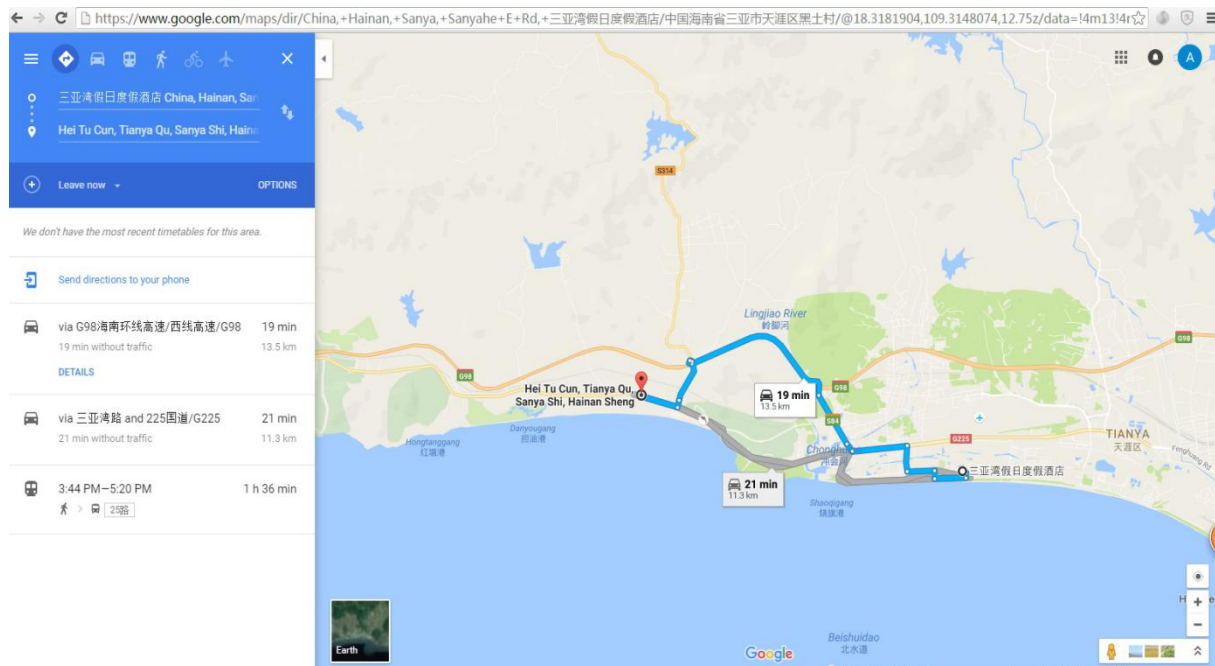 https://www.google.com/maps/dir/China,+Hainan,+Sanya,+Sanyahe+E+Rd,+三亚湾假日度假酒店/中国海南省三亚市天涯区黑土村/@18.3181904,109.3148074,12.75z/data=!4m13!4m
三亚湾假日度假酒店 China, Hainan, San
Hei Tu Cun, Tianya Qu, Sanya Shi, Haina
Leave now
OPTIONS
We don't have the most recent timetables for this area.
Send directions to your phone
via G98海南环线高速/西线高速/G98 19 min
19 min without traffic 13.5 km
DETAILS
via 三亚湾路 and 225国道/G225 21 min
21 min without traffic 11.3 km
3:44 PM–5:20 PM 1 h 36 min
25路
A
S314
Lingjiao River
岭脚河
G98
G98
Hei Tu Cun, Tianya Qu,
Sanya Shi, Hainan Sheng
19 min
13.5 km
G98
S84
Danyougang
担油港
Hongtanggang
红塘港
G225
TIANYA
天涯区
Fenghuang Rd
三亚湾假日度假酒店
21 min
11.3 km
Shaoqigang
烧旗港
Earth
Google
Beishuidao
北水道